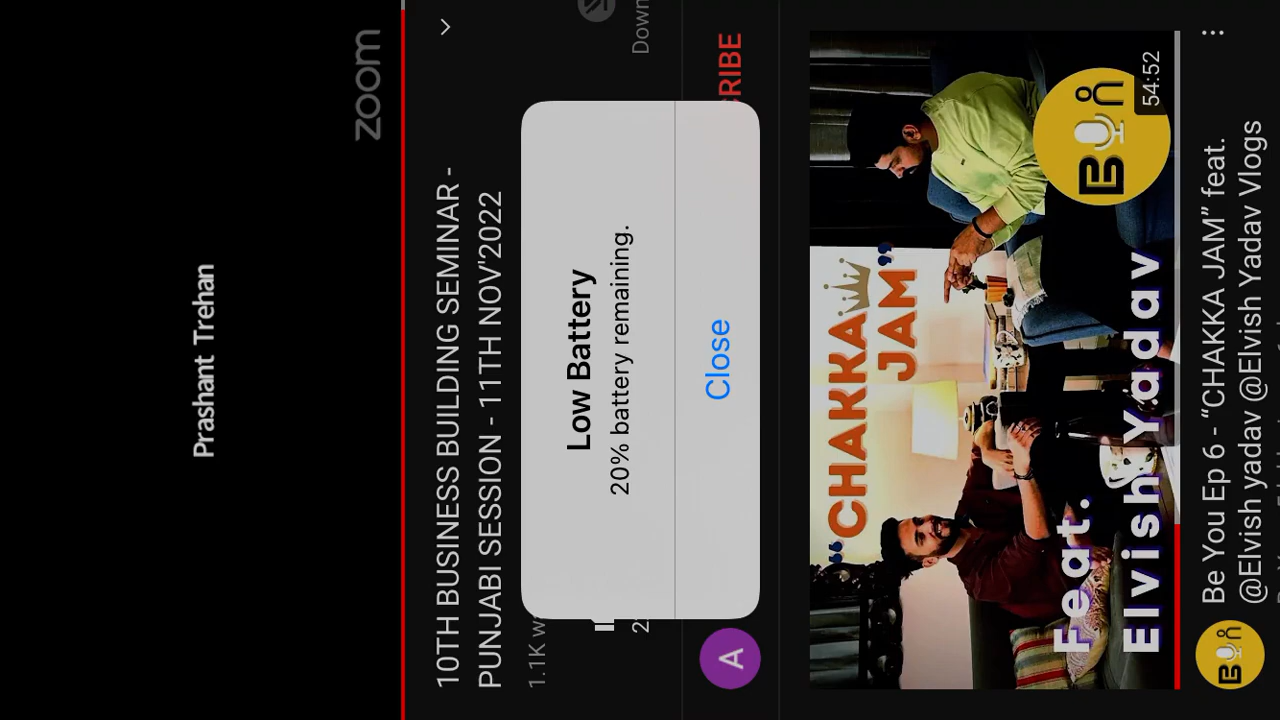 Prashant Trehan
zoom
10TH BUSINESS BUILDING SEMINAR -
PUNJABI SESSION - 11TH NOV'2022
1.1K w
Down
2
Low Battery
20% battery remaining.
Close
A
CRIBE
"CHAKKA
JAM"
Feat.
Elvish Yadav
B
54:52
Be You Ep 6 - “CHAKKA JAM” feat.
@Elvish yadav @Elvish Yadav Vlogs
B